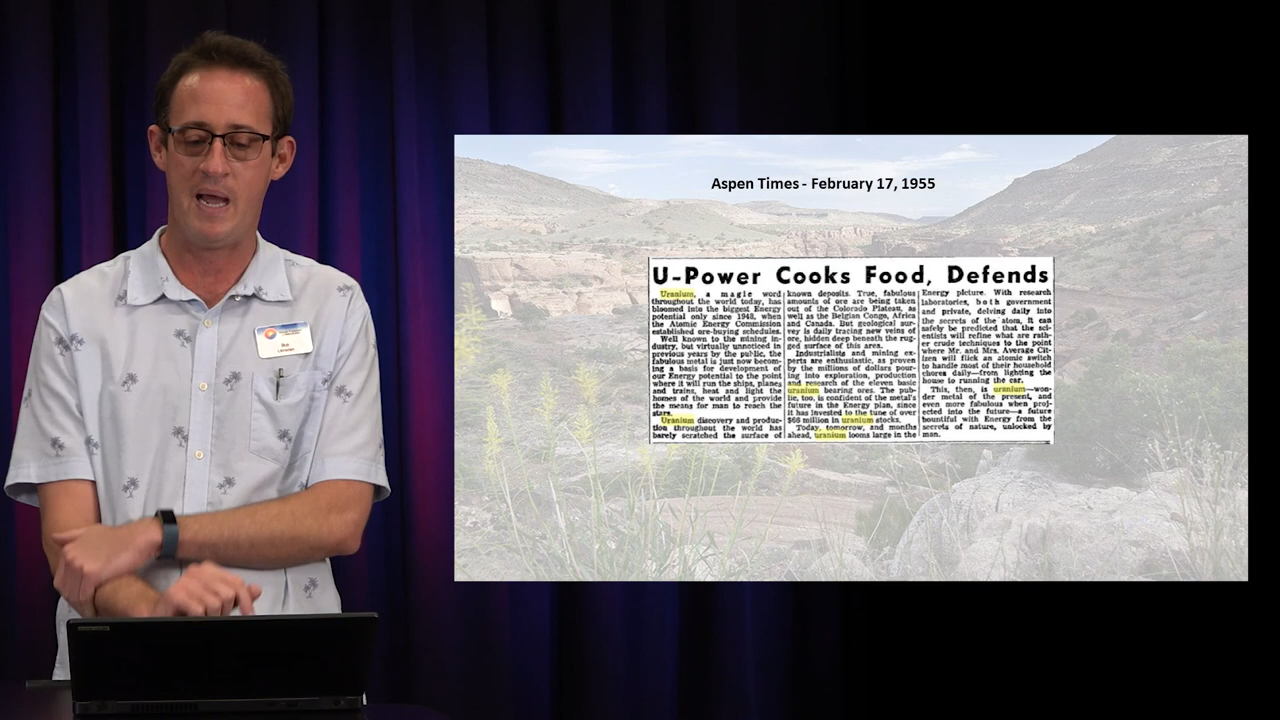 Aspen Times - February 17, 1955
U-Power Cooks Food, Defends
Uranium, a magic word
throughout the world today, has
bloomed into the biggest Energy
potential only since 1948, when
the Atomic Energy Commission
established ore-buying schedules.
Well known to the mining in-
dustry, but virtually unnoticed in
previous years by the public, the
fabulous metal is just now becom-
ing a basis for development of
our Energy potential to the point
where it will run the ships, planes
and trains, heat and light the
homes of the world and provide
the means for man to reach the
stars.
Uranium discovery and produc-
tion throughout the world has
barely scratched the surface of
known deposits. True, fabulous
amounts of ore are being taken
out of the Colorado Plateau, as
well as the Belgian Congo, Africa
and Canada. But geological sur-
vey is daily tracing new veins of
ore, hidden deep beneath the rug-
ged surface of this area.
Industrialists and mining ex-
perts are enthusiastic, as proven
by the millions of dollars pour-
ing into exploration, production
and research of the eleven basic
uranium bearing ores. The pub-
lic, too, is confident of the metal's
future in the Energy plan, since
it has invested to the tune of over
$66 million in uranium stocks.
Today, tomorrow, and months
ahead, uranium looms large in the
Energy picture. With research
laboratories, both government
and private, delving daily into
the secrets of the atom, it can
safely be predicted that the sci-
entists will refine what are rath-
er crude techniques to the point
where Mr. and Mrs. Average Cit-
izen will flick an atomic switch
to handle most of their household
chores daily—from lighting the
house to running the car.
This, then, is uranium—won-
der metal of the present, and
even more fabulous when proj-
ected into the future—a future
bountiful with Energy from the
secrets of nature, unlocked by
man.
Librarian